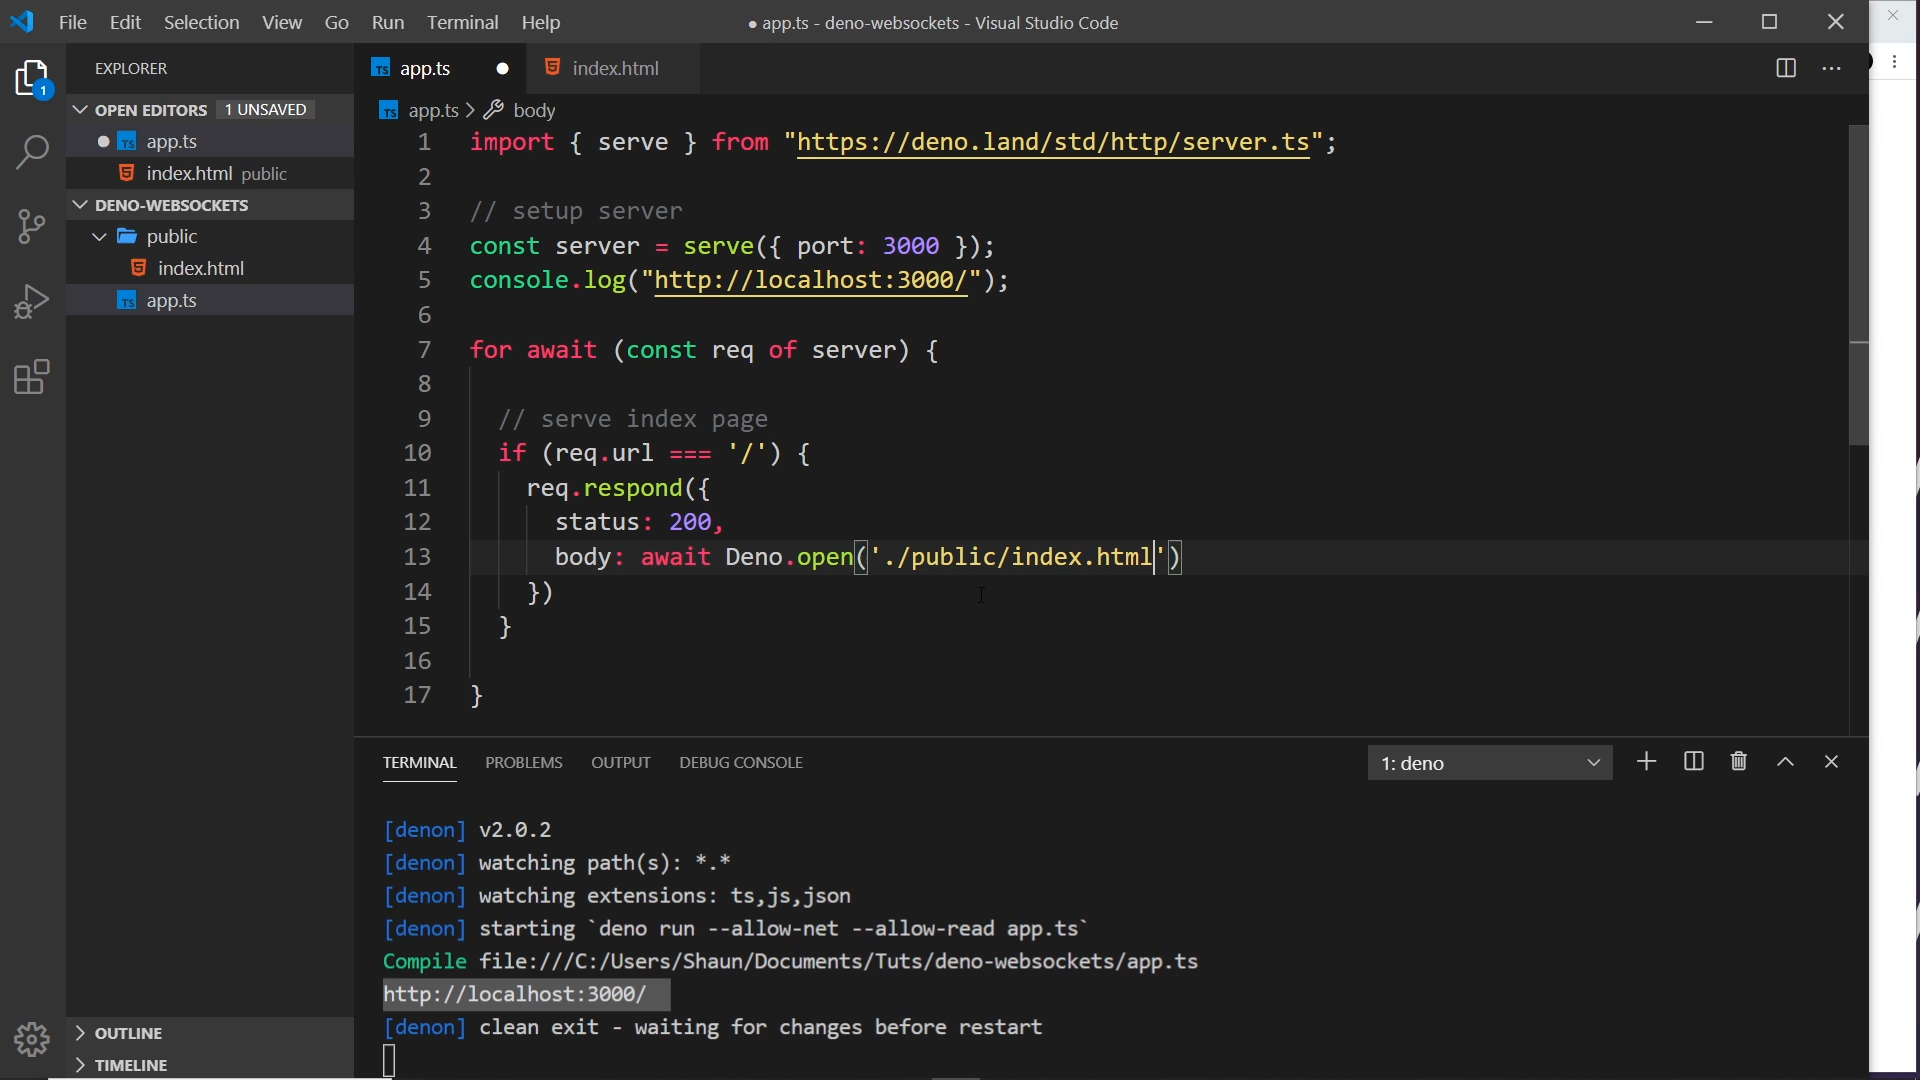 File Edit Selection View Go Run Terminal Help
● app.ts - deno-websockets - Visual Studio Code
EXPLORER
OPEN EDITORS 1 UNSAVED
TS app.ts
index.html public
DENO-WEBSOCKETS
public
index.html
TS app.ts
OUTLINE
TIMELINE
1
TS app.ts
index.html
TS app.ts > body
1 import { serve } from "https://deno.land/std/http/server.ts";
2
3 // setup server
4 const server = serve({ port: 3000 });
5 console.log("http://localhost:3000/");
6
7 for await (const req of server) {
8
9 // serve index page
10 if (req.url === '/') {
11 req.respond({
12 status: 200,
13 body: await Deno.open('./public/index.html')
14 })
15 }
16
17 }
TERMINAL PROBLEMS OUTPUT DEBUG CONSOLE
1: deno
[denon] v2.0.2
[denon] watching path(s): *.*
[denon] watching extensions: ts,js,json
[denon] starting `deno run --allow-net --allow-read app.ts`
Compile file:///C:/Users/Shaun/Documents/Tuts/deno-websockets/app.ts
http://localhost:3000/
[denon] clean exit - waiting for changes before restart